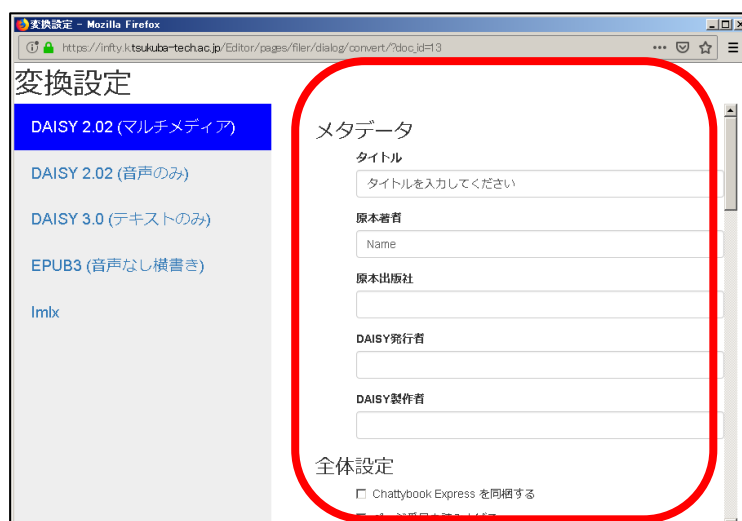 変換設定 - Mozilla Firefox
https://infty.k.tsukuba-tech.ac.jp/Editor/pages/filer/dialog/convert/?doc_id=13
変換設定
DAISY 2.02 (マルチメディア)
DAISY 2.02 (音声のみ)
DAISY 3.0 (テキストのみ)
EPUB3 (音声なし横書き)
Imlx
メタデータ
タイトル
タイトルを入力してください
原本著者
Name
原本出版社
DAISY発行者
DAISY製作者
全体設定
Chattybook Express を同梱する